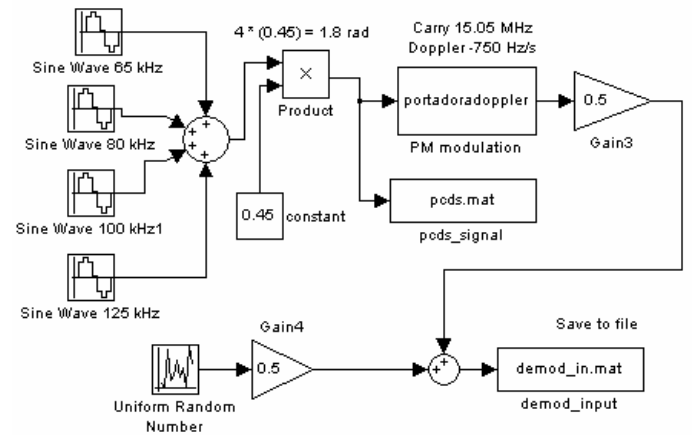 4 * (0.45) = 1.8 rad
Carry 15.05 MHz
Doppler -750 Hz/s
Sine Wave 65 kHz
+
+
+
+
×
Product
portadoradoppler
PM modulation
0.5
Gain3
Sine Wave 80 kHz
Sine Wave 100 kHz1
0.45
constant
pcds.mat
pcds_signal
Sine Wave 125 kHz
Gain4
0.5
Save to file
+
+
demod_in.mat
demod_input
Uniform Random
Number